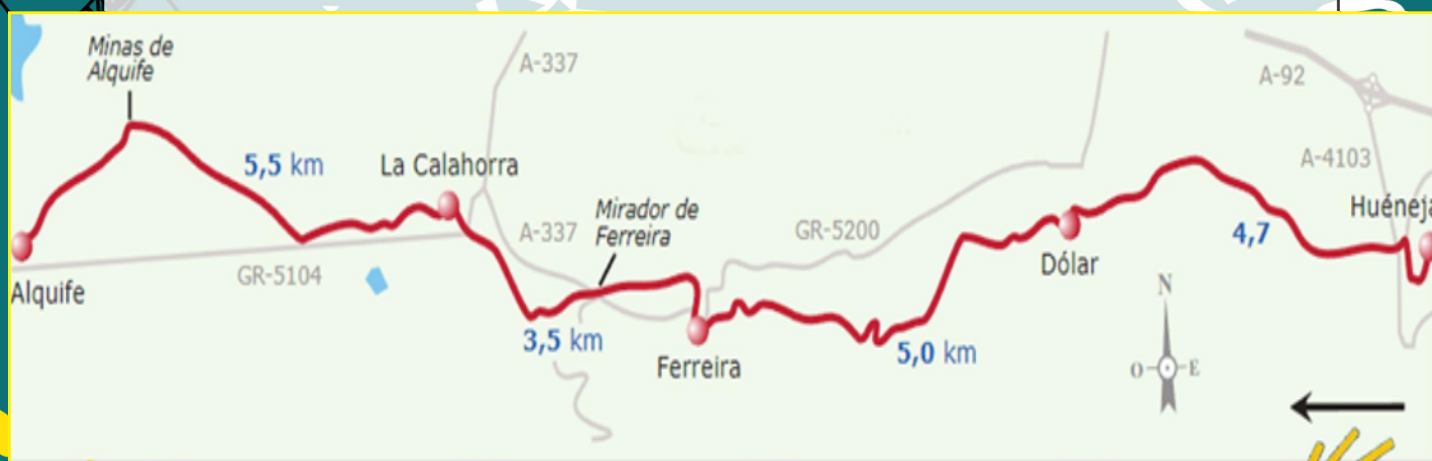 Minas de
Alquife
A-337
A-92
5,5 km
La Calahorra
A-4103
Mirador de
Ferreira
A-337
GR-5200
Huéneja
4,7
Dólar
GR-5104
Alquife
N
3,5 km
Ferreira
5,0 km
O
E